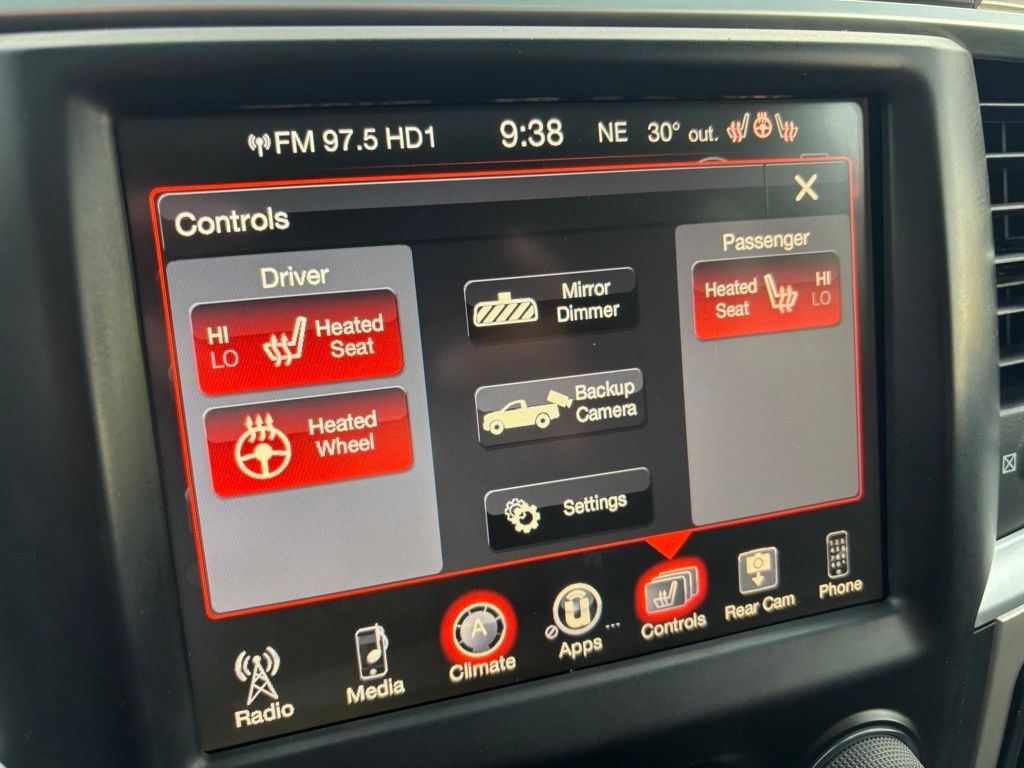 FM 97.5 HD1 9:38 NE 30° out.
Controls
Driver
HI
LO
Heated
Seat
Heated
Wheel
Mirror
Dimmer
Backup
Camera
Settings
Passenger
Heated
Seat
HI
LO
Radio
Media
A
Climate
Apps ...
Controls
Rear Cam
Phone